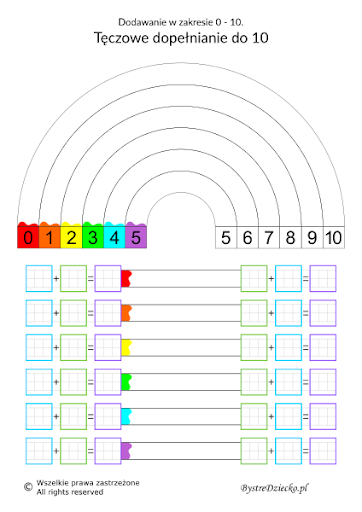 Dodawanie w zakresie 0 - 10.
Tęczowe dopełnianie do 10
0 1 2 3 4 5 5 6 7 8 9 10
+ = + =
+ = + =
+ = + =
+ = + =
+ = + =
+ = + =
© Wszelkie prawa zastrzeżone
All rights reserved
BystreDziecko.pl